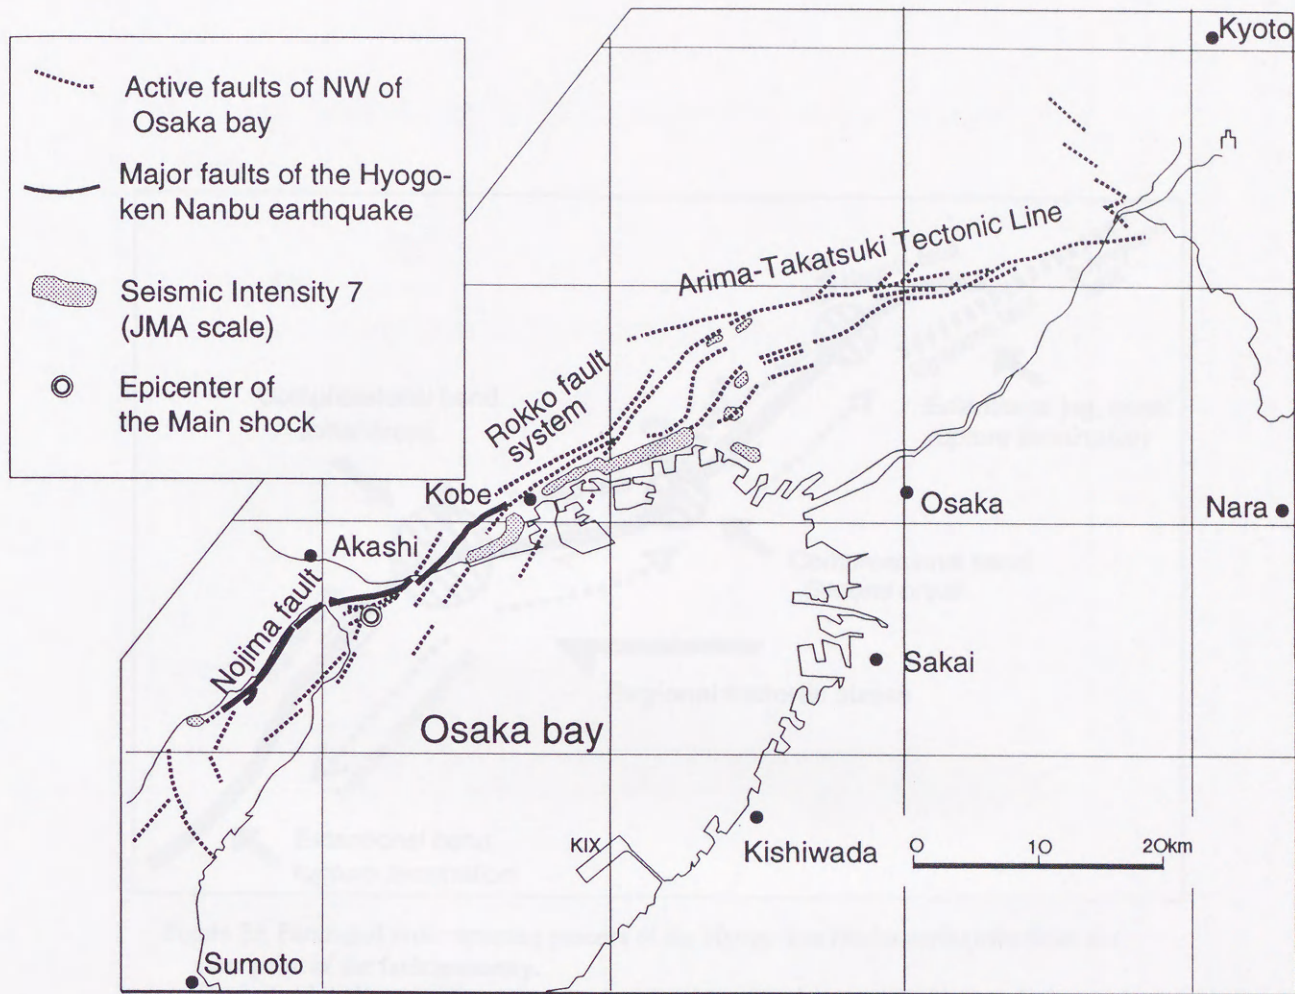 Active faults of NW of
Osaka bay
Major faults of the Hyogo-
ken Nanbu earthquake
Seismic Intensity 7
(JMA scale)
Epicenter of
the Main shock
Kyoto
Arima-Takatsuki Tectonic Line
Rokko fault
system
Kobe
Osaka
Nara
Akashi
Nojima fault
Sakai
Osaka bay
KIX
Kishiwada
0 10 20km
Sumoto